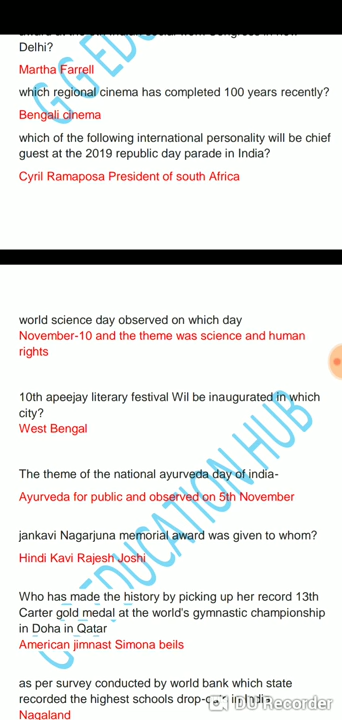 Delhi?
Martha Farrell
which regional cinema has completed 100 years recently?
Bengali cinema
which of the following international personality will be chief
guest at the 2019 republic day parade in India?
Cyril Ramaposa President of south Africa
world science day observed on which day
November-10 and the theme was science and human
rights
10th apeejay literary festival Wil be inaugurated in which
city?
West Bengal
The theme of the national ayurveda day of india-
Ayurveda for public and observed on 5th November
jankavi Nagarjuna memorial award was given to whom?
Hindi Kavi Rajesh Joshi
Who has made the history by picking up her record 13th
Carter gold medal at the world's gymnastic championship
in Doha in Qatar
American jimnast Simona beils
as per survey conducted by world bank which state
recorded the highest schools drop- in India
Nagaland
G G EDUCATION HUB
DU Recorder